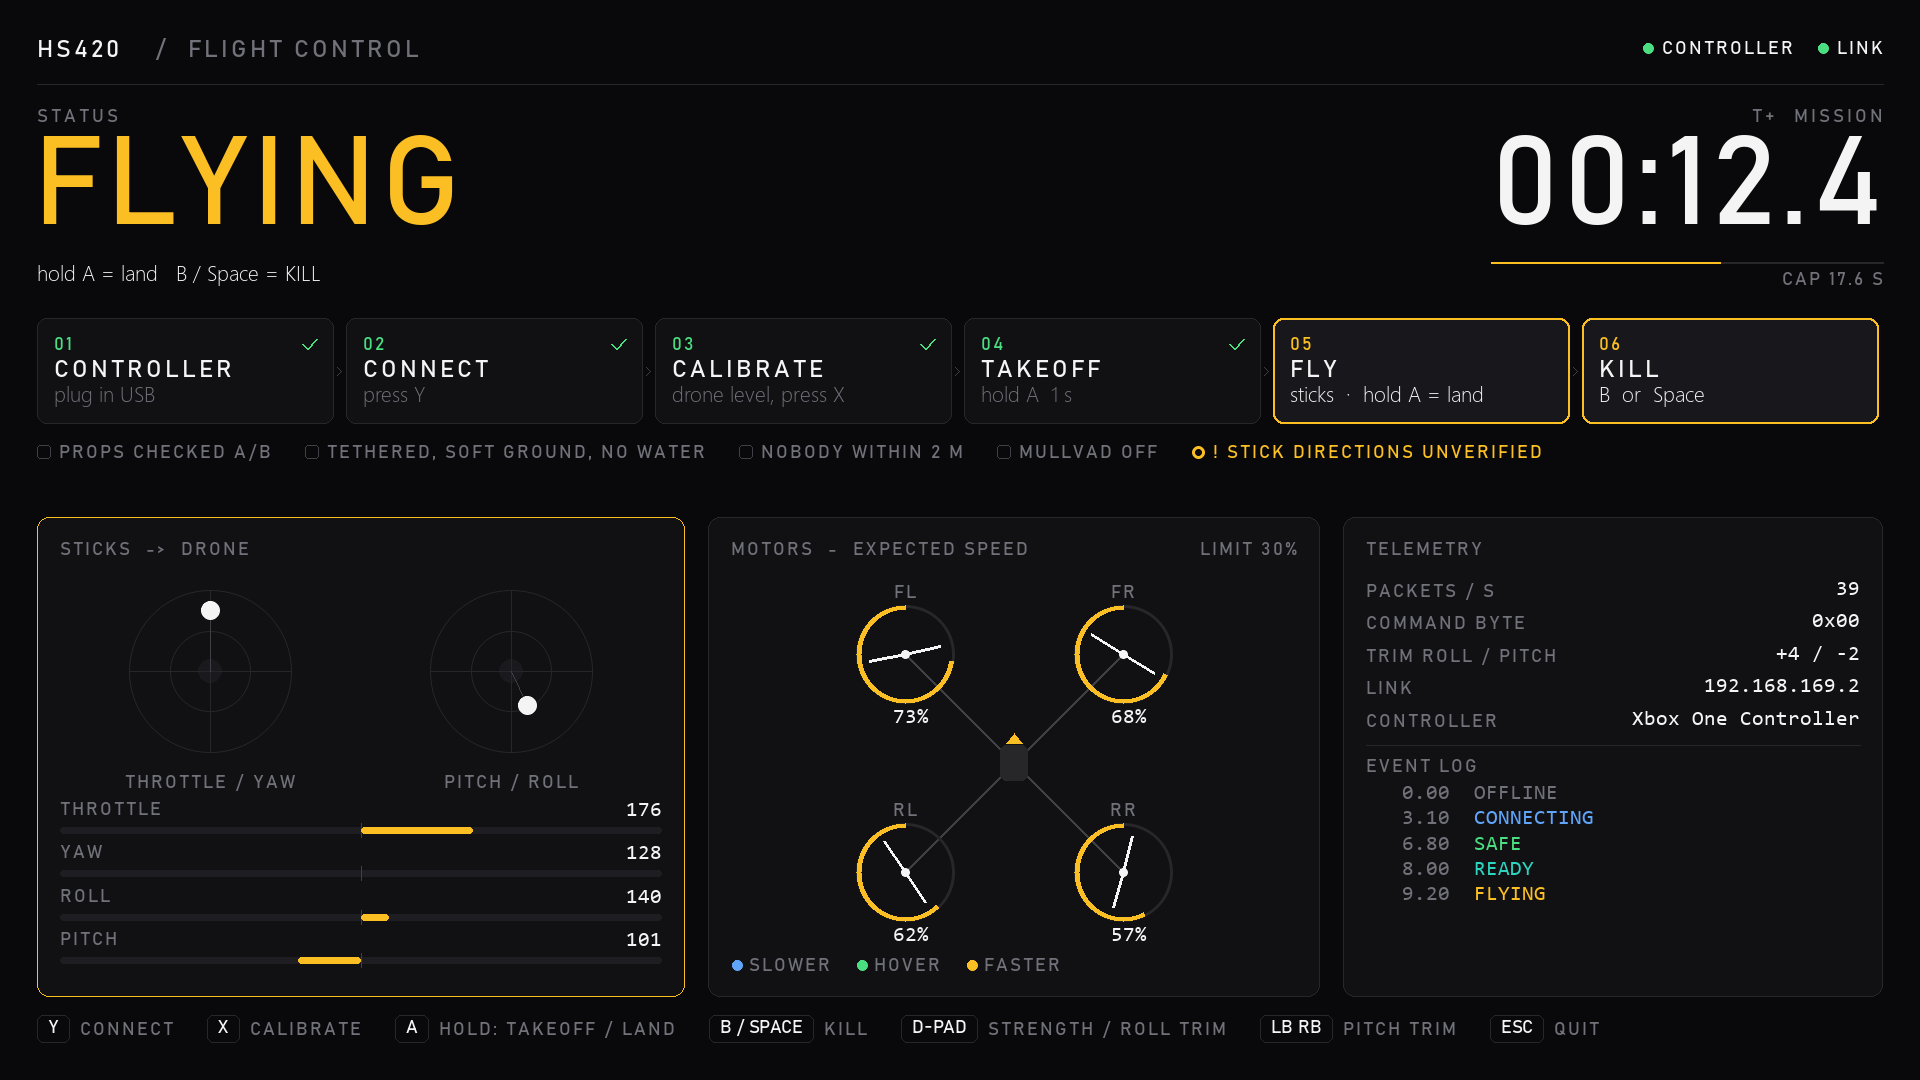 HS420 / FLIGHT CONTROL
CONTROLLER LINK
STATUS
T+ MISSION
FLYING
00:12.4
hold A = land B / Space = KILL
CAP 17.6 S
01
CONTROLLER
plug in USB
02
CONNECT
press Y
03
CALIBRATE
drone level, press X
04
TAKEOFF
hold A 1 s
05
FLY
sticks · hold A = land
06
KILL
B or Space
PROPS CHECKED A/B TETHERED, SOFT GROUND, NO WATER NOBODY WITHIN 2 M MULLVAD OFF ! STICK DIRECTIONS UNVERIFIED
STICKS -> DRONE
THROTTLE / YAW PITCH / ROLL
THROTTLE 176
YAW 128
ROLL 140
PITCH 101
MOTORS - EXPECTED SPEED LIMIT 30%
FL FR
73% 68%
RL RR
62% 57%
SLOWER HOVER FASTER
TELEMETRY
PACKETS / S 39
COMMAND BYTE 0x00
TRIM ROLL / PITCH +4 / -2
LINK 192.168.169.2
CONTROLLER Xbox One Controller
EVENT LOG
0.00 OFFLINE
3.10 CONNECTING
6.80 SAFE
8.00 READY
9.20 FLYING
Y CONNECT X CALIBRATE A HOLD: TAKEOFF / LAND B / SPACE KILL D-PAD STRENGTH / ROLL TRIM LB RB PITCH TRIM ESC QUIT